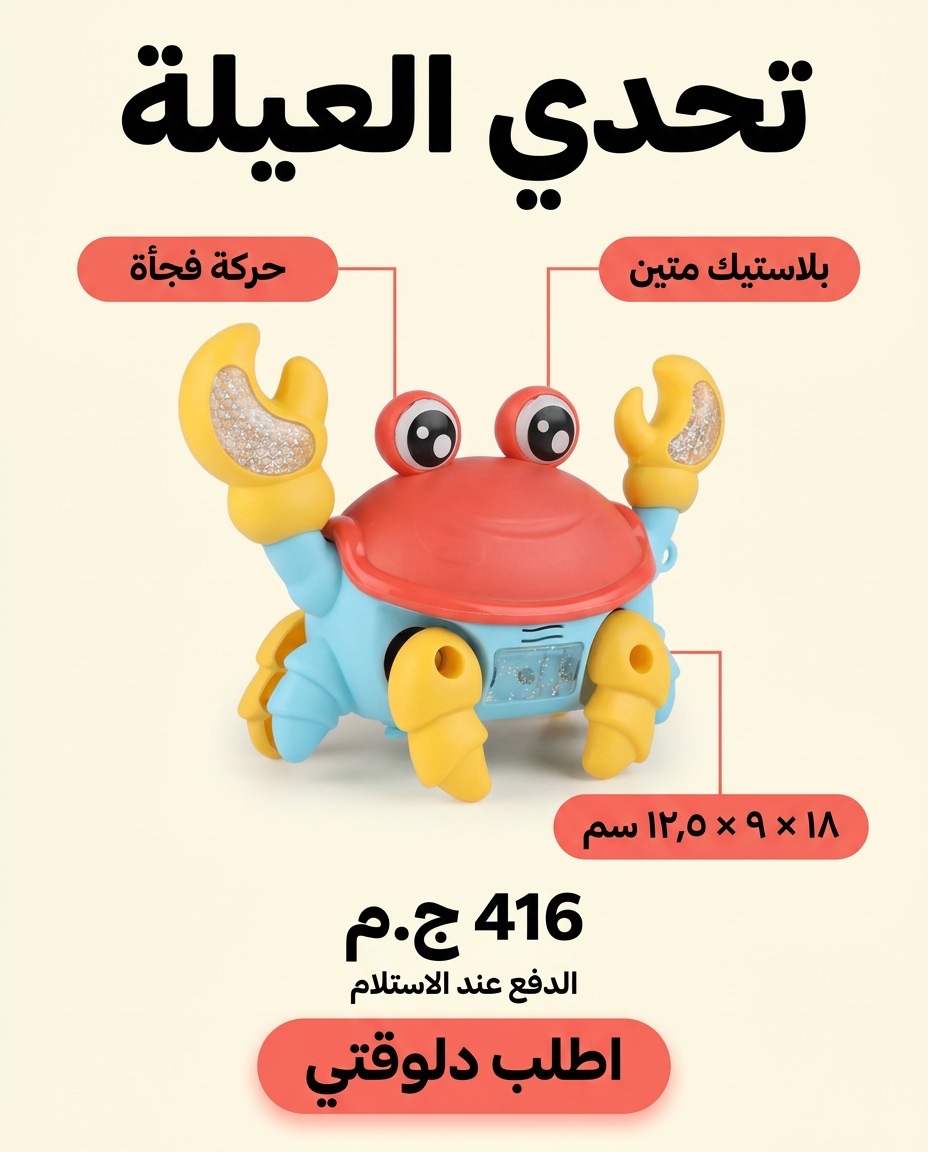 تحدي العيلة
بلاستيك متين
حركة فجأة
١٨ × ٩ × ١٢,٥ سم
416 ج.م
الدفع عند الاستلام
اطلب دلوقتي